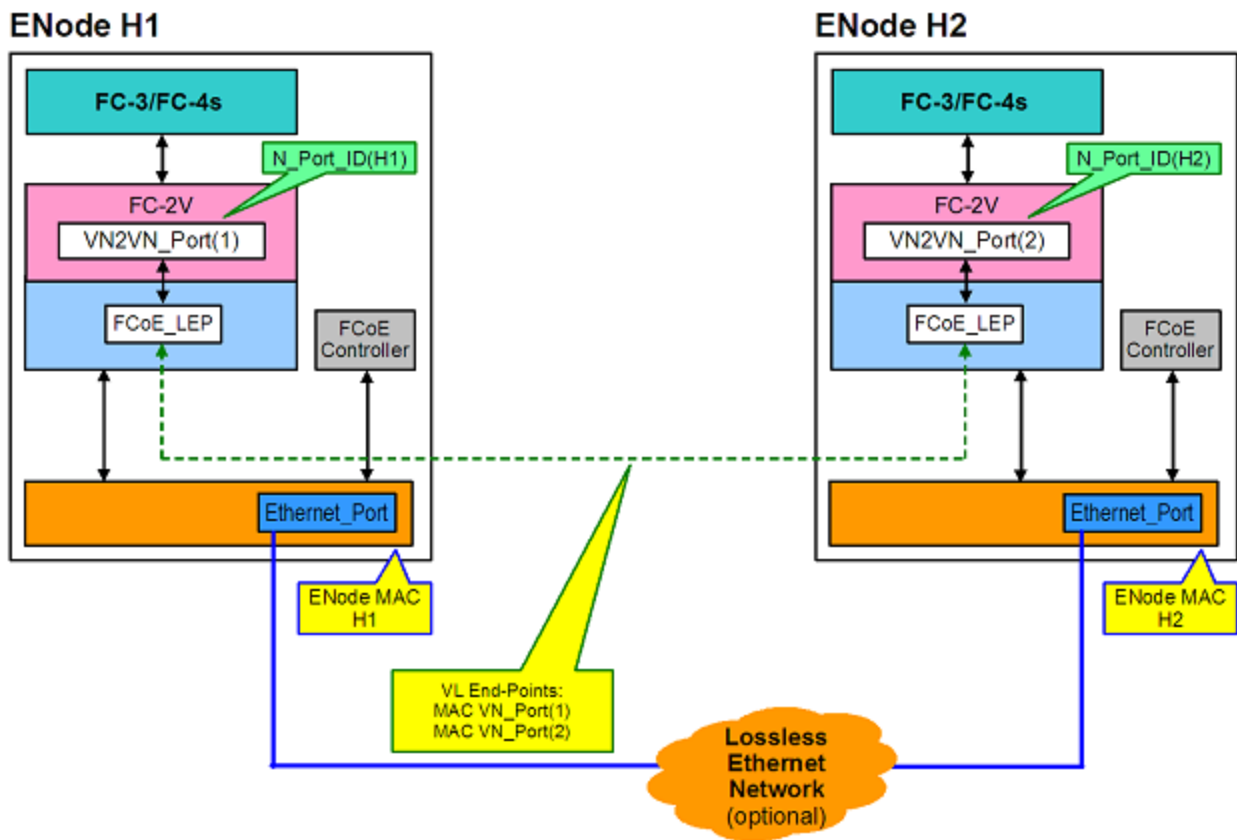 ENode H1
FC-3/FC-4s
N_Port_ID(H1)
FC-2V
VN2VN_Port(1)
FCoE_LEP
FCoE
Controller
Ethernet_Port
ENode MAC
H1
ENode H2
FC-3/FC-4s
N_Port_ID(H2)
FC-2V
VN2VN_Port(2)
FCoE_LEP
FCoE
Controller
Ethernet_Port
ENode MAC
H2
VL End-Points:
MAC VN_Port(1)
MAC VN_Port(2)
Lossless
Ethernet
Network
(optional)